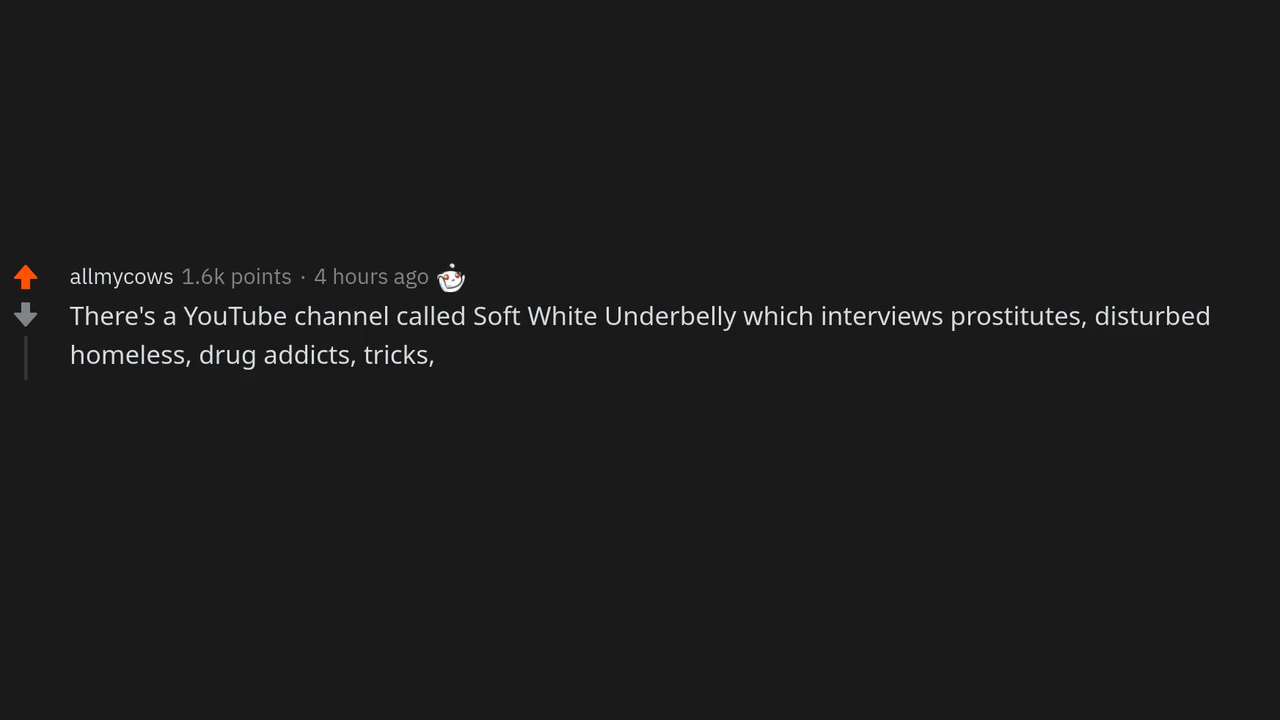 allmycows 1.6k points · 4 hours ago
There's a YouTube channel called Soft White Underbelly which interviews prostitutes, disturbed
homeless, drug addicts, tricks,